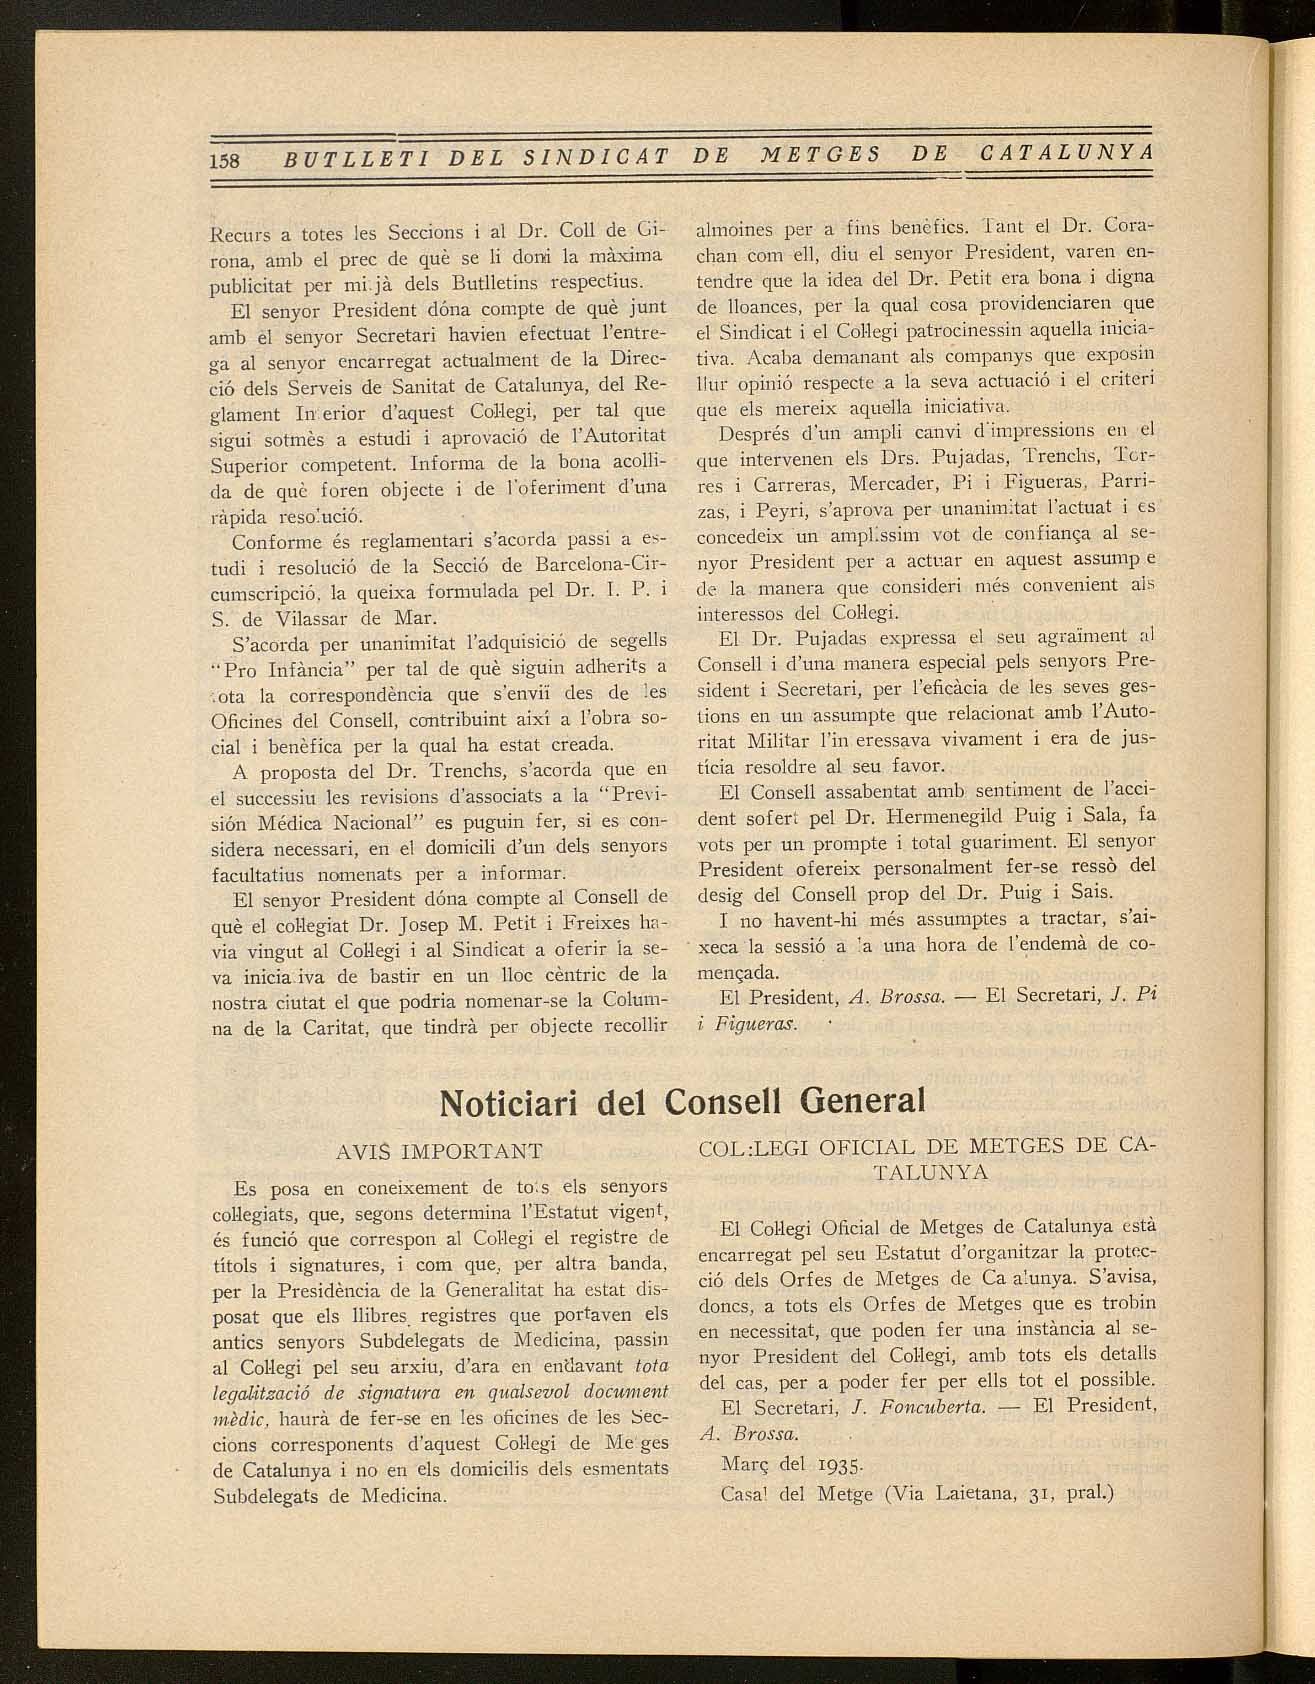 158 BUTLLETI DEL SINDICAT DE METGES DE CATALUNYA
Recurs a totes les Seccions i al Dr. Coll de Gi-
rona, amb el prec de què se li doni la màxima
publicitat per mi jà dels Butlletins respectius.
El senyor President dóna compte de què junt
amb el senyor Secretari havien efectuat l'entre-
ga al senyor encarregat actualment de la Direc-
ció dels Serveis de Sanitat de Catalunya, del Re-
glament In erior d'aquest Col·legi, per tal que
sigui sotmès a estudi i aprovació de l'Autoritat
Superior competent. Informa de la bona acolli-
da de què foren objecte i de l'oferiment d'una
ràpida resolució.
Conforme és reglamentari s'acorda passi a es-
tudi i resolució de la Secció de Barcelona-Cir-
cumscripció, la queixa formulada pel Dr. I. P. i
S. de Vilassar de Mar.
S'acorda per unanimitat l'adquisició de segells
"Pro Infància" per tal de què siguin adherits a
tota la correspondència que s'enviï des de les
Oficines del Consell, contribuint així a l'obra so-
cial i benèfica per la qual ha estat creada.
A proposta del Dr. Trenchs, s'acorda que en
el successiu les revisions d'associats a la "Previ-
sión Médica Nacional" es puguin fer, si es con-
sidera necessari, en el domicili d'un dels senyors
facultatius nomenats per a informar.
El senyor President dóna compte al Consell de
què el col·legiat Dr. Josep M. Petit i Freixes ha-
via vingut al Col·legi i al Sindicat a oferir la se-
va inicia iva de bastir en un lloc cèntric de la
nostra ciutat el que podria nomenar-se la Colum-
na de la Caritat, que tindrà per objecte recollir
almoines per a fins benèfics. Tant el Dr. Cora-
chan com ell, diu el senyor President, varen en-
tendre que la idea del Dr. Petit era bona i digna
de lloances, per la qual cosa providenciaren que
el Sindicat i el Col·legi patrocinessin aquella inicia-
tiva. Acaba demanant als companys que exposin
llur opinió respecte a la seva actuació i el criteri
que els mereix aquella iniciativa.
Després d'un ampli canvi d'impressions en el
que intervenen els Drs. Pujadas, Trenchs, Tor-
res i Carreras, Mercader, Pi i Figueras, Parri-
zas, i Peyri, s'aprova per unanimitat l'actuat i es
concedeix un amplíssim vot de confiança al se-
nyor President per a actuar en aquest assump e
de la manera que consideri més convenient als
interessos del Col·legi.
El Dr. Pujadas expressa el seu agraïment al
Consell i d'una manera especial pels senyors Pre-
sident i Secretari, per l'eficàcia de les seves ges-
tions en un assumpte que relacionat amb l'Auto-
ritat Militar l'in eressava vivament i era de jus-
tícia resoldre al seu favor.
El Consell assabentat amb sentiment de l'acci-
dent sofert pel Dr. Hermenegild Puig i Sala, fa
vots per un prompte i total guariment. El senyor
President ofereix personalment fer-se ressò del
desig del Consell prop del Dr. Puig i Sais.
I no havent-hi més assumptes a tractar, s'ai-
xeca la sessió a la una hora de l'endemà de co-
mençada.
El President, A. Brossa. — El Secretari, J. Pi
i Figueras.
Noticiari del Consell General
AVIS IMPORTANT
Es posa en coneixement de tots els senyors
col·legiats, que, segons determina l'Estatut vigent,
és funció que correspon al Col·legi el registre de
títols i signatures, i com que, per altra banda,
per la Presidència de la Generalitat ha estat dis-
posat que els llibres registres que portaven els
antics senyors Subdelegats de Medicina, passin
al Col·legi pel seu arxiu, d'ara en endavant tota
legalització de signatura en qualsevol document
mèdic, haurà de fer-se en les oficines de les Sec-
cions corresponents d'aquest Col·legi de Me ges
de Catalunya i no en els domicilis dels esmentats
Subdelegats de Medicina.
COL:LEGI OFICIAL DE METGES DE CA-
TALUNYA
El Col·legi Oficial de Metges de Catalunya està
encarregat pel seu Estatut d'organitzar la protec-
ció dels Orfes de Metges de Ca alunya. S'avisa,
doncs, a tots els Orfes de Metges que es trobin
en necessitat, que poden fer una instància al se-
nyor President del Col·legi, amb tots els detalls
del cas, per a poder fer per ells tot el possible.
El Secretari, J. Foncuberta. — El President,
A. Brossa.
Març del 1935.
Casal del Metge (Via Laietana, 31, pral.)